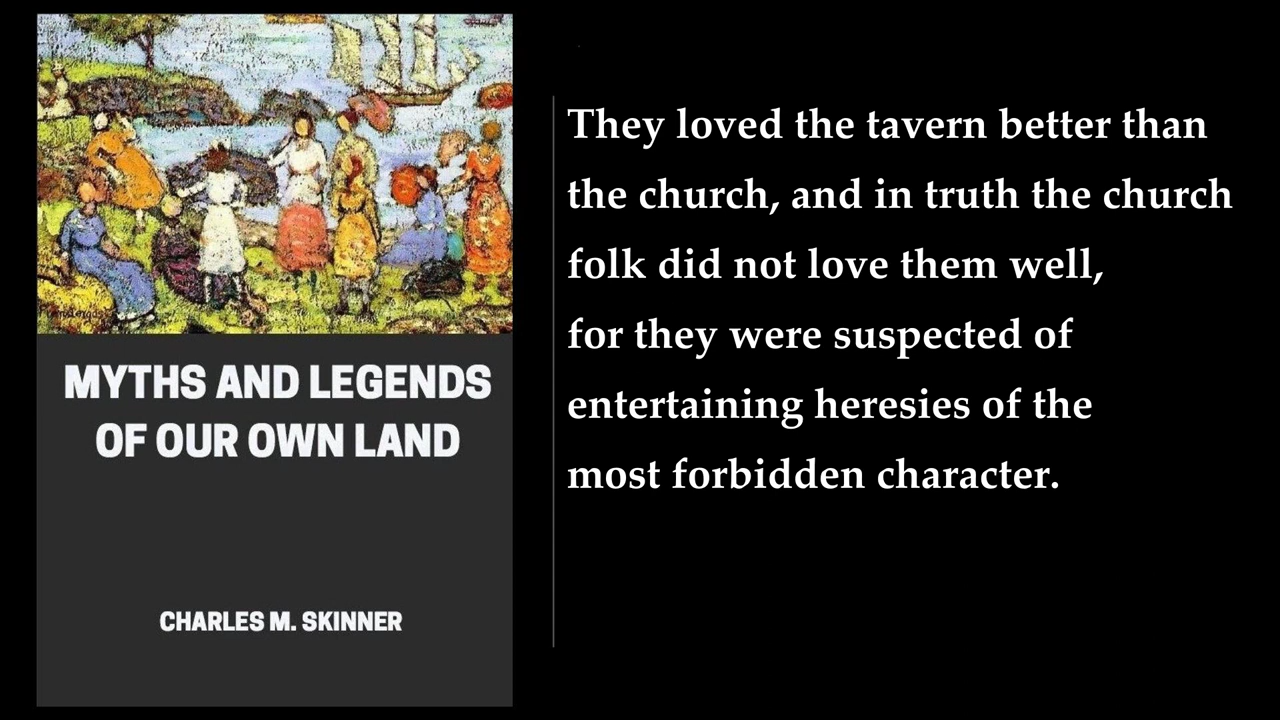 MYTHS AND LEGENDS
OF OUR OWN LAND
CHARLES M. SKINNER
They loved the tavern better than
the church, and in truth the church
folk did not love them well,
for they were suspected of
entertaining heresies of the
most forbidden character.